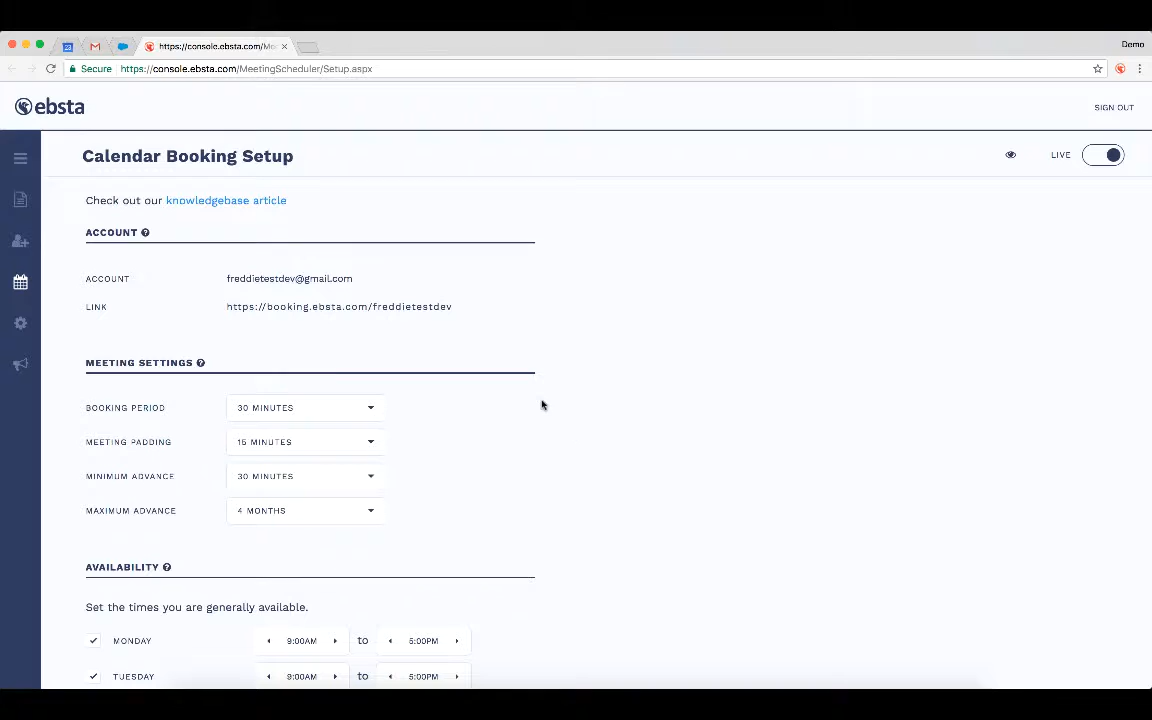 https://console.ebsta.com/Me
Demo
Secure https://console.ebsta.com/MeetingScheduler/Setup.aspx
ebsta
SIGN OUT
Calendar Booking Setup
LIVE
Check out our knowledgebase article
ACCOUNT
ACCOUNT freddietestdev@gmail.com
LINK https://booking.ebsta.com/freddietestdev
MEETING SETTINGS
BOOKING PERIOD 30 MINUTES
MEETING PADDING 15 MINUTES
MINIMUM ADVANCE 30 MINUTES
MAXIMUM ADVANCE 4 MONTHS
AVAILABILITY
Set the times you are generally available.
MONDAY 9:00AM to 5:00PM
TUESDAY 9:00AM to 5:00PM